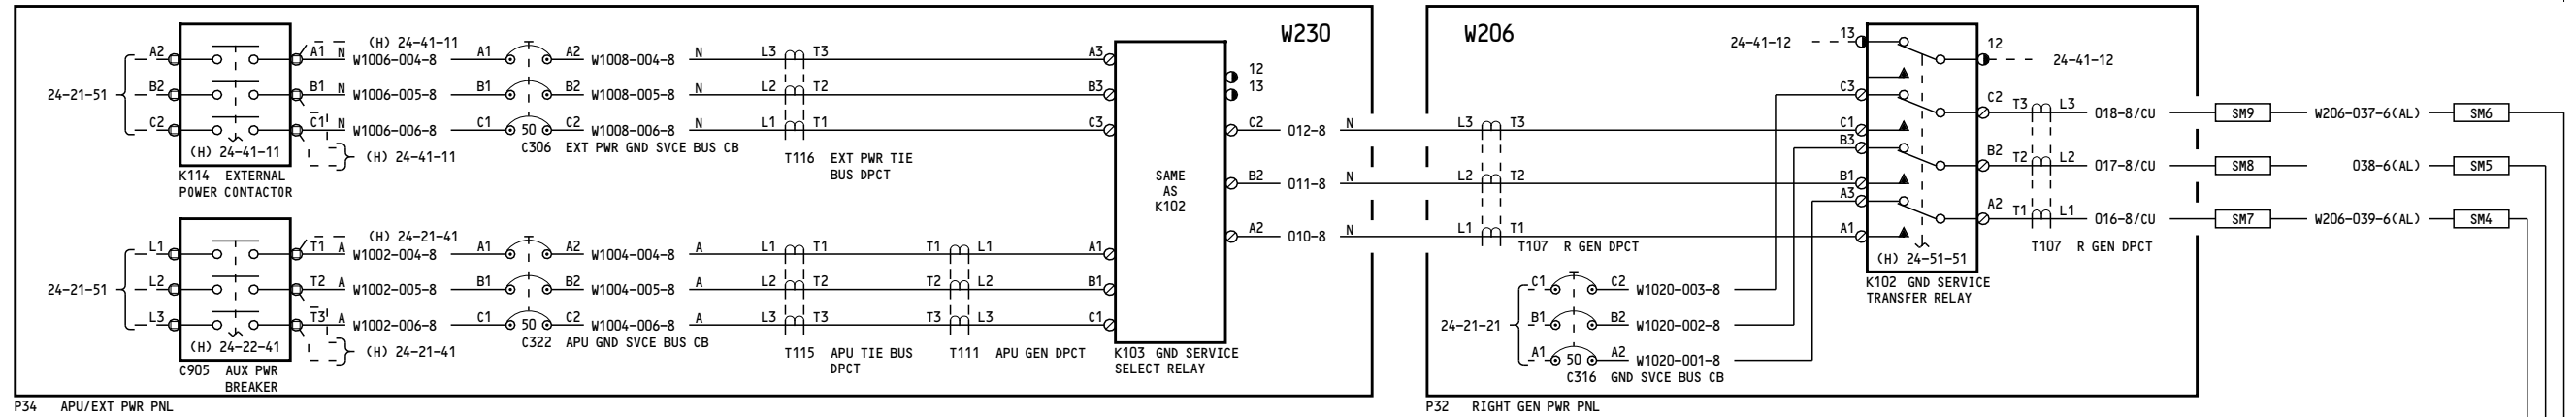 W230
W206
24-21-51
A2
B2
C2
(H) 24-41-11
K114 EXTERNAL
POWER CONTACTOR
A1 N
B1 N
C1 N
(H) 24-41-11
W1006-004-8
W1006-005-8
W1006-006-8
(H) 24-41-11
A1
B1
C1
50
A2
B2
C2
C306 EXT PWR GND SVCE BUS CB
W1008-004-8 N
W1008-005-8 N
W1008-006-8 N
L3 T3
L2 T2
L1 T1
T116 EXT PWR TIE
BUS DPCT
A3
B3
C3
24-21-51
L1
L2
L3
(H) 24-22-41
C905 AUX PWR
BREAKER
T1 A
T2 A
T3 A
(H) 24-21-41
W1002-004-8
W1002-005-8
W1002-006-8
(H) 24-21-41
A1
B1
C1
50
A2
B2
C2
C322 APU GND SVCE BUS CB
W1004-004-8 A
W1004-005-8 A
W1004-006-8 A
L1 T1
L2 T2
L3 T3
T115 APU TIE BUS
DPCT
T1 L1
T2 L2
T3 L3
T111 APU GEN DPCT
A1
B1
C1
SAME
AS
K102
K103 GND SERVICE
SELECT RELAY
12
13
C2 012-8 N
B2 011-8 N
A2 010-8 N
P34 APU/EXT PWR PNL
L3 T3
L2 T2
L1 T1
T107 R GEN DPCT
24-21-21
C1
B1
A1
50
C2 W1020-003-8
B2 W1020-002-8
A2 W1020-001-8
C316 GND SVCE BUS CB
24-41-12
13
C3
C1
B3
B1
A3
A1
(H) 24-51-51
K102 GND SERVICE
TRANSFER RELAY
12
24-41-12
C2 T3 L3 018-8/CU SM9 W206-037-6(AL) SM6
B2 T2 L2 017-8/CU SM8 038-6(AL) SM5
A2 T1 L1 016-8/CU SM7 W206-039-6(AL) SM4
T107 R GEN DPCT
P32 RIGHT GEN PWR PNL